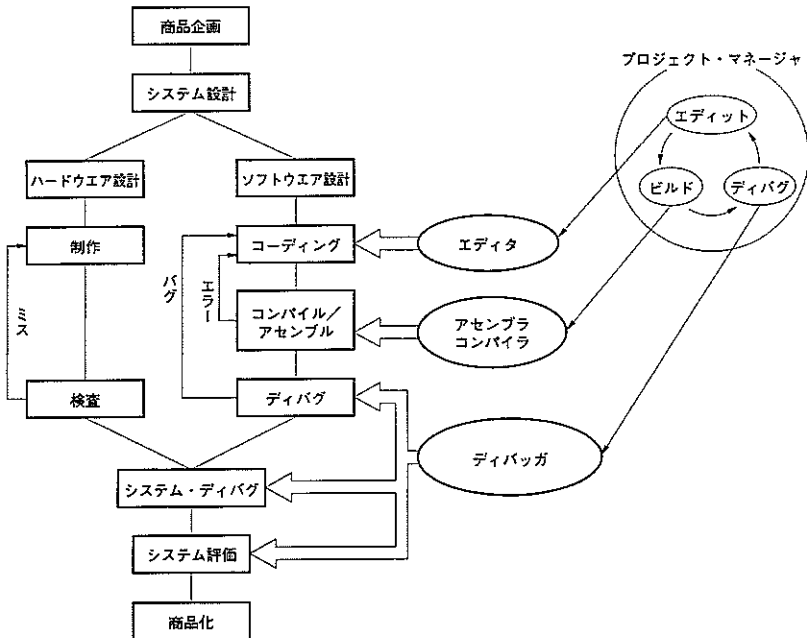 商品企画
システム設計
プロジェクト・マネージャ
エディット
ビルド
ディバグ
ハードウエア設計
ソフトウエア設計
制作
コーディング
エディタ
ミス
バグ
エラー
コンパイル／
アセンブル
アセンブラ
コンパイラ
検査
ディバグ
ディバッガ
システム・ディバグ
システム評価
商品化